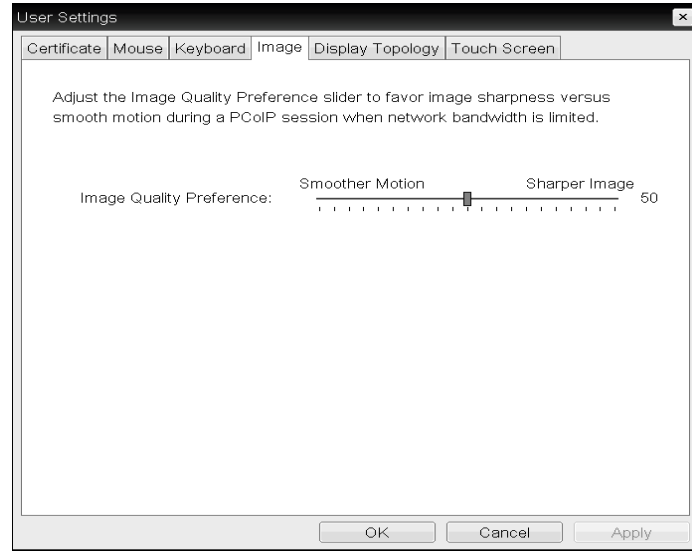 User Settings
Certificate Mouse Keyboard Image Display Topology Touch Screen
Adjust the Image Quality Preference slider to favor image sharpness versus
smooth motion during a PCoIP session when network bandwidth is limited.
Smoother Motion Sharper Image
Image Quality Preference: 50
OK Cancel Apply